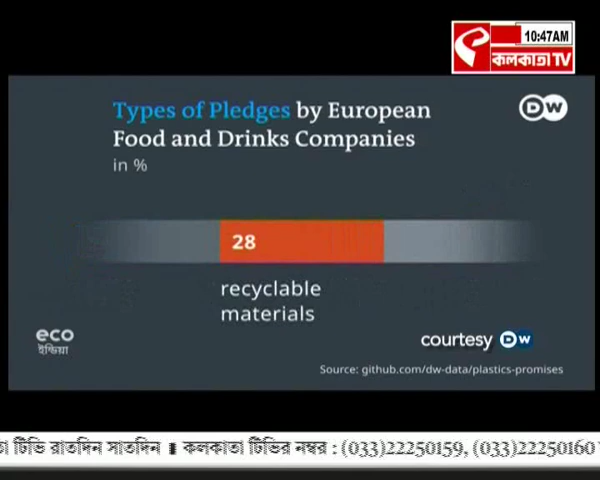 10:47AM
কলকাতা TV
Types of Pledges by European
Food and Drinks Companies
in %
DW
28
recyclable
materials
eco
ইন্ডিয়া
courtesy DW
Source: github.com/dw-data/plastics-promises
টিভি রাতদিন সাতদিন ∎ কলকাতা টিভির নম্বর : (033)22250159, (033)22250160